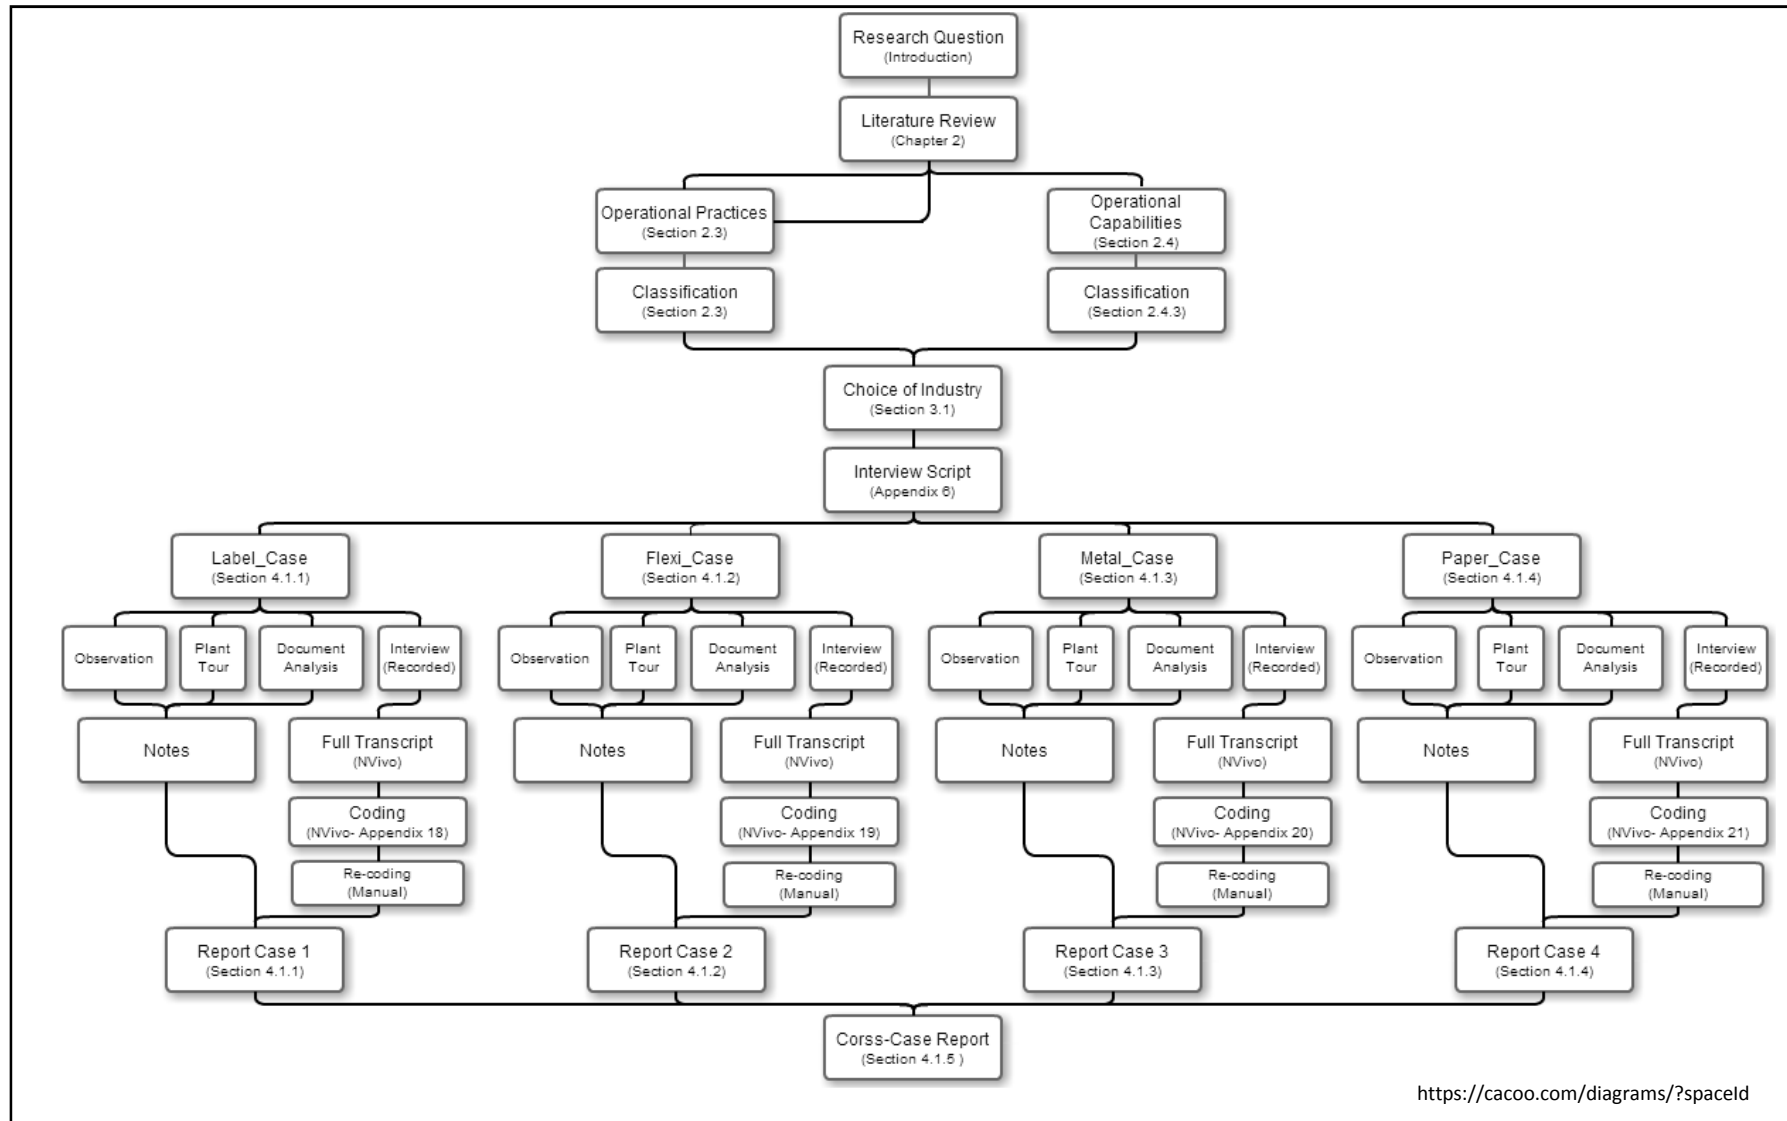 Research Question
(Introduction)
Literature Review
(Chapter 2)
Operational Practices
(Section 2.3)
Operational
Capabilities
(Section 2.4)
Classification
(Section 2.3)
Classification
(Section 2.4.3)
Choice of Industry
(Section 3.1)
Interview Script
(Appendix 6)
Label_Case
(Section 4.1.1)
Flexi_Case
(Section 4.1.2)
Metal_Case
(Section 4.1.3)
Paper_Case
(Section 4.1.4)
Observation
Plant
Tour
Document
Analysis
Interview
(Recorded)
Observation
Plant
Tour
Document
Analysis
Interview
(Recorded)
Observation
Plant
Tour
Document
Analysis
Interview
(Recorded)
Observation
Plant
Tour
Document
Analysis
Interview
(Recorded)
Notes
Full Transcript
(NVivo)
Notes
Full Transcript
(NVivo)
Notes
Full Transcript
(NVivo)
Notes
Full Transcript
(NVivo)
Coding
(NVivo- Appendix 18)
Coding
(NVivo- Appendix 19)
Coding
(NVivo- Appendix 20)
Coding
(NVivo- Appendix 21)
Re-coding
(Manual)
Re-coding
(Manual)
Re-coding
(Manual)
Re-coding
(Manual)
Report Case 1
(Section 4.1.1)
Report Case 2
(Section 4.1.2)
Report Case 3
(Section 4.1.3)
Report Case 4
(Section 4.1.4)
Corss-Case Report
(Section 4.1.5 )
https://cacoo.com/diagrams/?spaceId